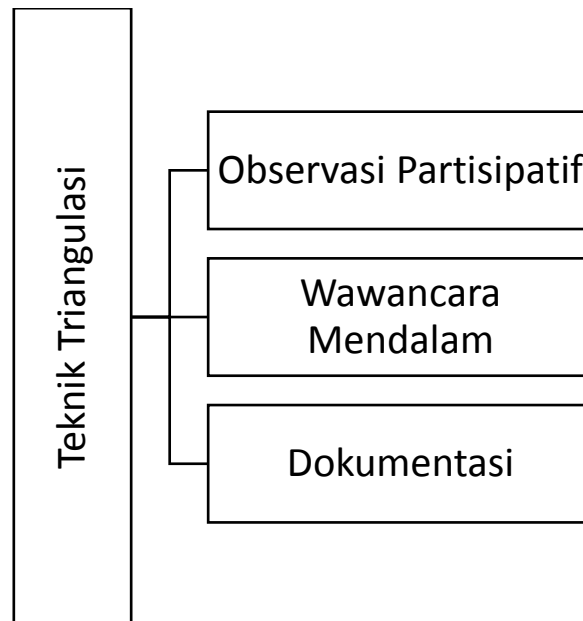 Teknik Triangulasi
Observasi Partisipatif
Wawancara
Mendalam
Dokumentasi